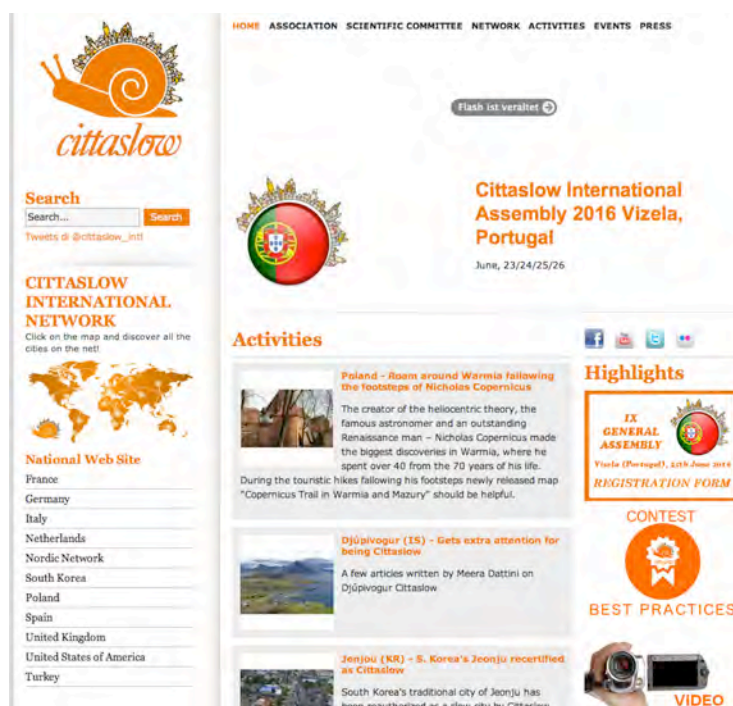 HOME ASSOCIATION SCIENTIFIC COMMITTEE NETWORK ACTIVITIES EVENTS PRESS
cittaslow
Flash ist veraltet
Search
Search... Search
Tweets di @cittaslow_intl
Cittaslow International
Assembly 2016 Vizela,
Portugal
June, 23/24/25/26
CITTASLOW
INTERNATIONAL
NETWORK
Click on the map and discover all the
cities on the net!
National Web Site
France
Germany
Italy
Netherlands
Nordic Network
South Korea
Poland
Spain
United Kingdom
United States of America
Turkey
Activities
Poland - Roam around Warmia fallowing
the footsteps of Nicholas Copernicus
The creator of the heliocentric theory, the
famous astronomer and an outstanding
Renaissance man – Nicholas Copernicus made
the biggest discoveries in Warmia, where he
spent over 40 from the 70 years of his life.
During the touristic hikes fallowing his footsteps newly released map
"Copernicus Trail in Warmia and Mazury" should be helpful.
Djúpivogur (IS) - Gets extra attention for
being Cittaslow
A few articles written by Meera Dattini on
Djúpivogur Cittaslow
Jenjou (KR) - S. Korea's Jeonju recertified
as Cittaslow
South Korea's traditional city of Jeonju has
been reauthorized as a slow city by Cittaslow
Highlights
IX
GENERAL
ASSEMBLY
Vizela (Portugal), 25th June 2016
REGISTRATION FORM
CONTEST
BEST PRACTICES
ViDEO